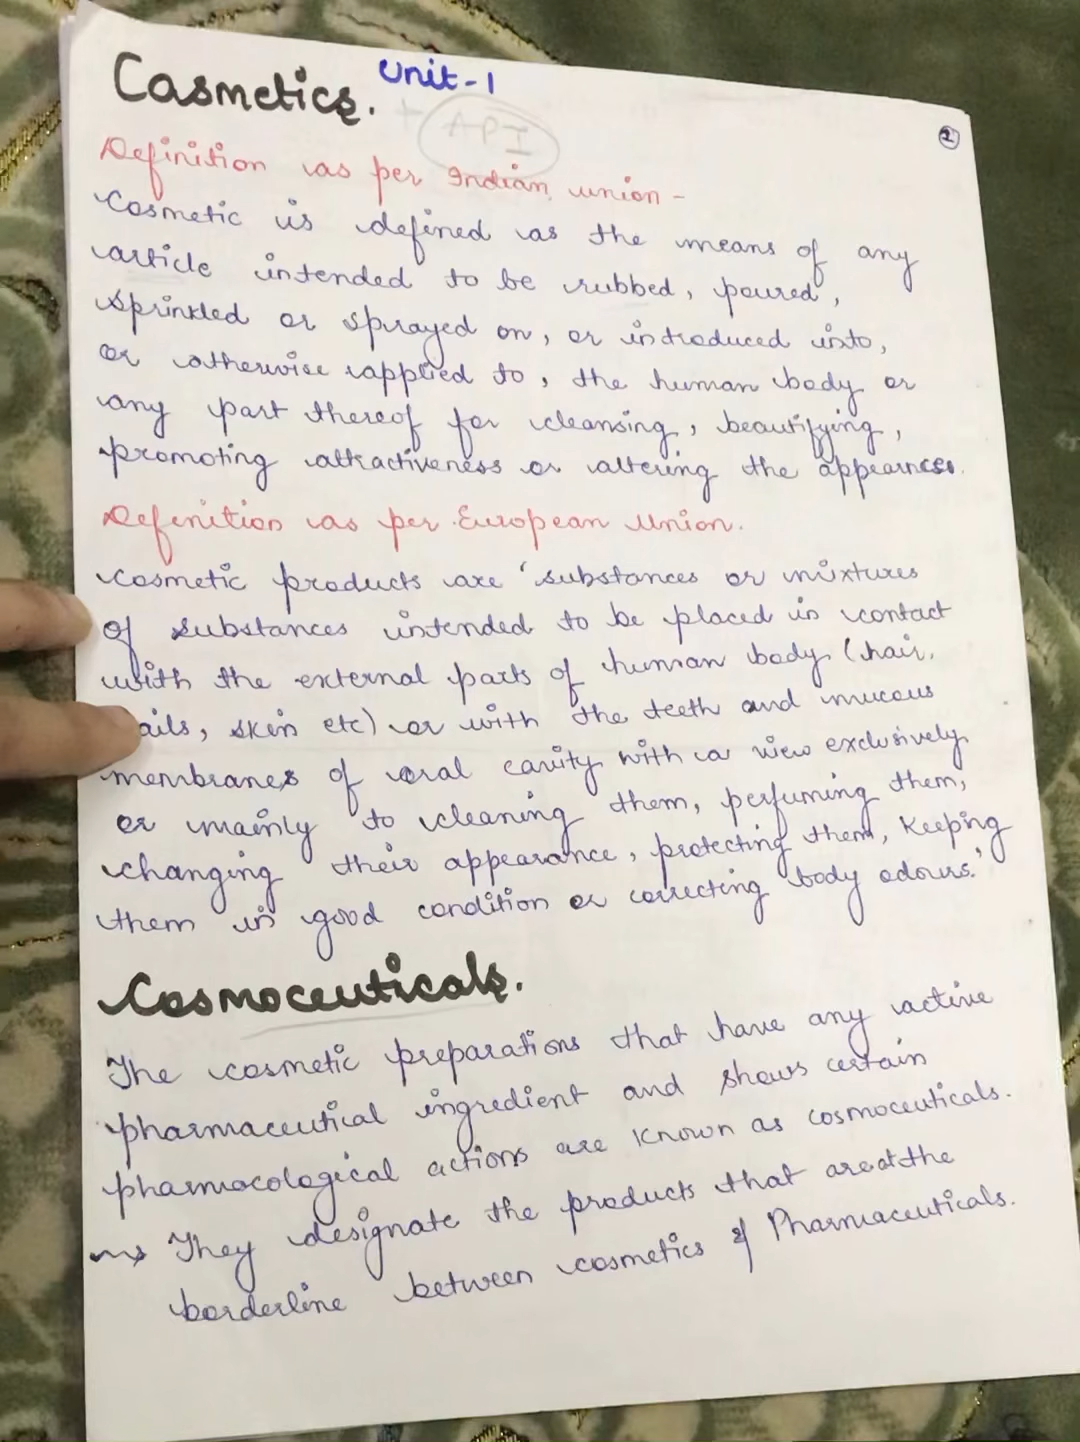 Cosmetics. Unit-1
+ API
2
Definition as per Indian union -
Cosmetic is defined as the means of any
article intended to be rubbed, poured,
sprinkled or sprayed on, or introduced into,
or otherwise applied to, the human body or
any part thereof for cleansing, beautifying,
promoting attractiveness or altering the appearnce.
Defenition as per European Union.
Cosmetic products are 'substances or mixtures
of substances intended to be placed in contact
with the external parts of human body (hair,
ails, skin etc) or with the teeth and mucous
membranes of oral cavity with a view exclusively
or mainly to cleaning them, perfuming them,
changing their appearance, protecting them, keeping
them in good condition or correcting body odours.'
Cosmoceuticals.
The cosmetic preparations that have any active
pharmaceutical ingredient and shows certain
pharmacological actions are known as cosmoceuticals.
→ They designate the products that are at the
borderline between cosmetics & Pharmaceuticals.